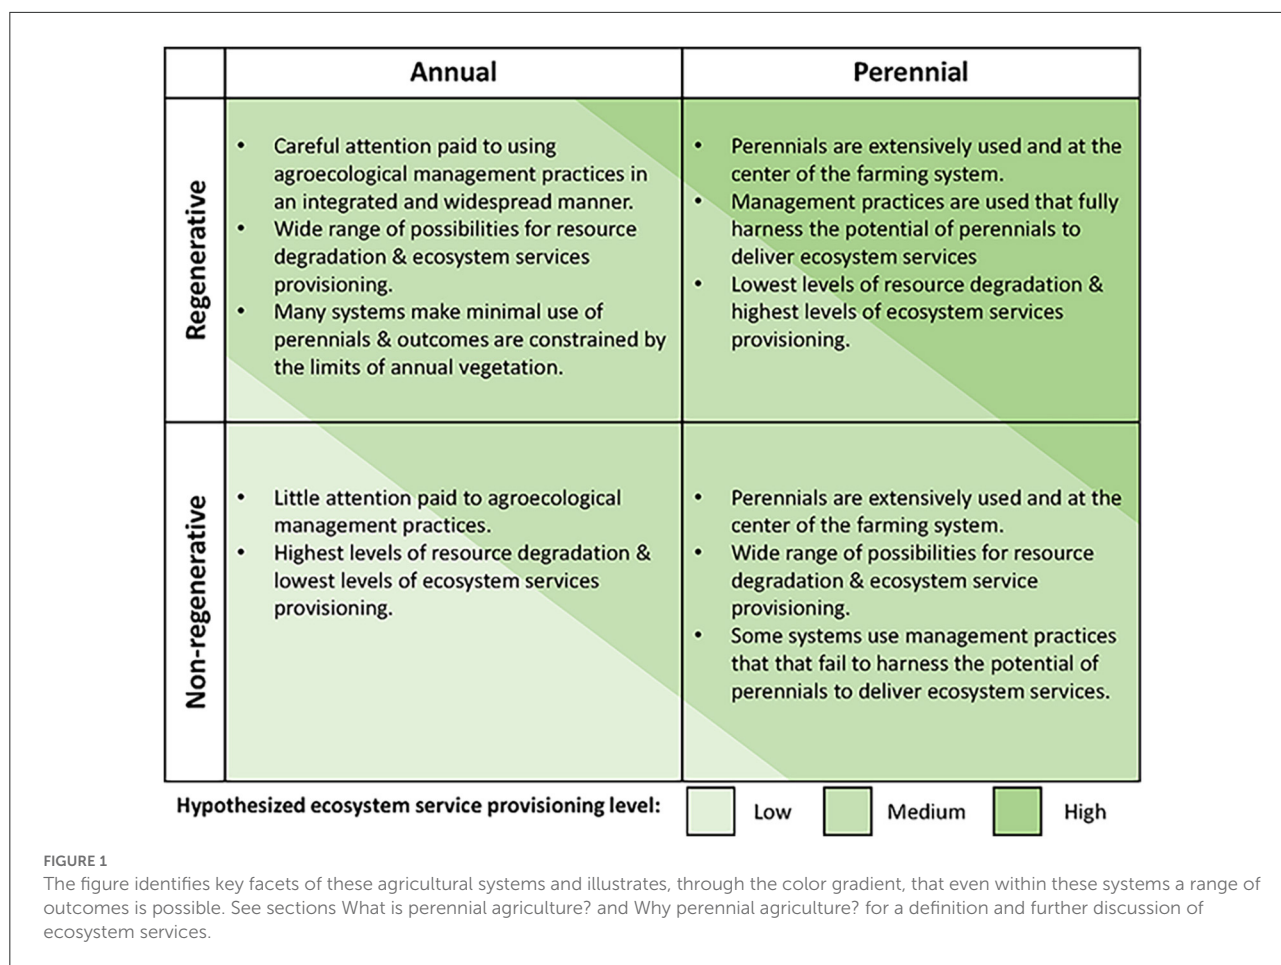 Annual
Perennial
Regenerative
• Careful attention paid to using
agroecological management practices in
an integrated and widespread manner.
• Wide range of possibilities for resource
degradation & ecosystem services
provisioning.
• Many systems make minimal use of
perennials & outcomes are constrained by
the limits of annual vegetation.
• Perennials are extensively used and at the
center of the farming system.
• Management practices are used that fully
harness the potential of perennials to
deliver ecosystem services
• Lowest levels of resource degradation &
highest levels of ecosystem services
provisioning.
Non-regenerative
• Little attention paid to agroecological
management practices.
• Highest levels of resource degradation &
lowest levels of ecosystem services
provisioning.
• Perennials are extensively used and at the
center of the farming system.
• Wide range of possibilities for resource
degradation & ecosystem service
provisioning.
• Some systems use management practices
that that fail to harness the potential of
perennials to deliver ecosystem services.
Hypothesized ecosystem service provisioning level:
Low
Medium
High
FIGURE 1
The figure identifies key facets of these agricultural systems and illustrates, through the color gradient, that even within these systems a range of
outcomes is possible. See sections What is perennial agriculture? and Why perennial agriculture? for a definition and further discussion of
ecosystem services.